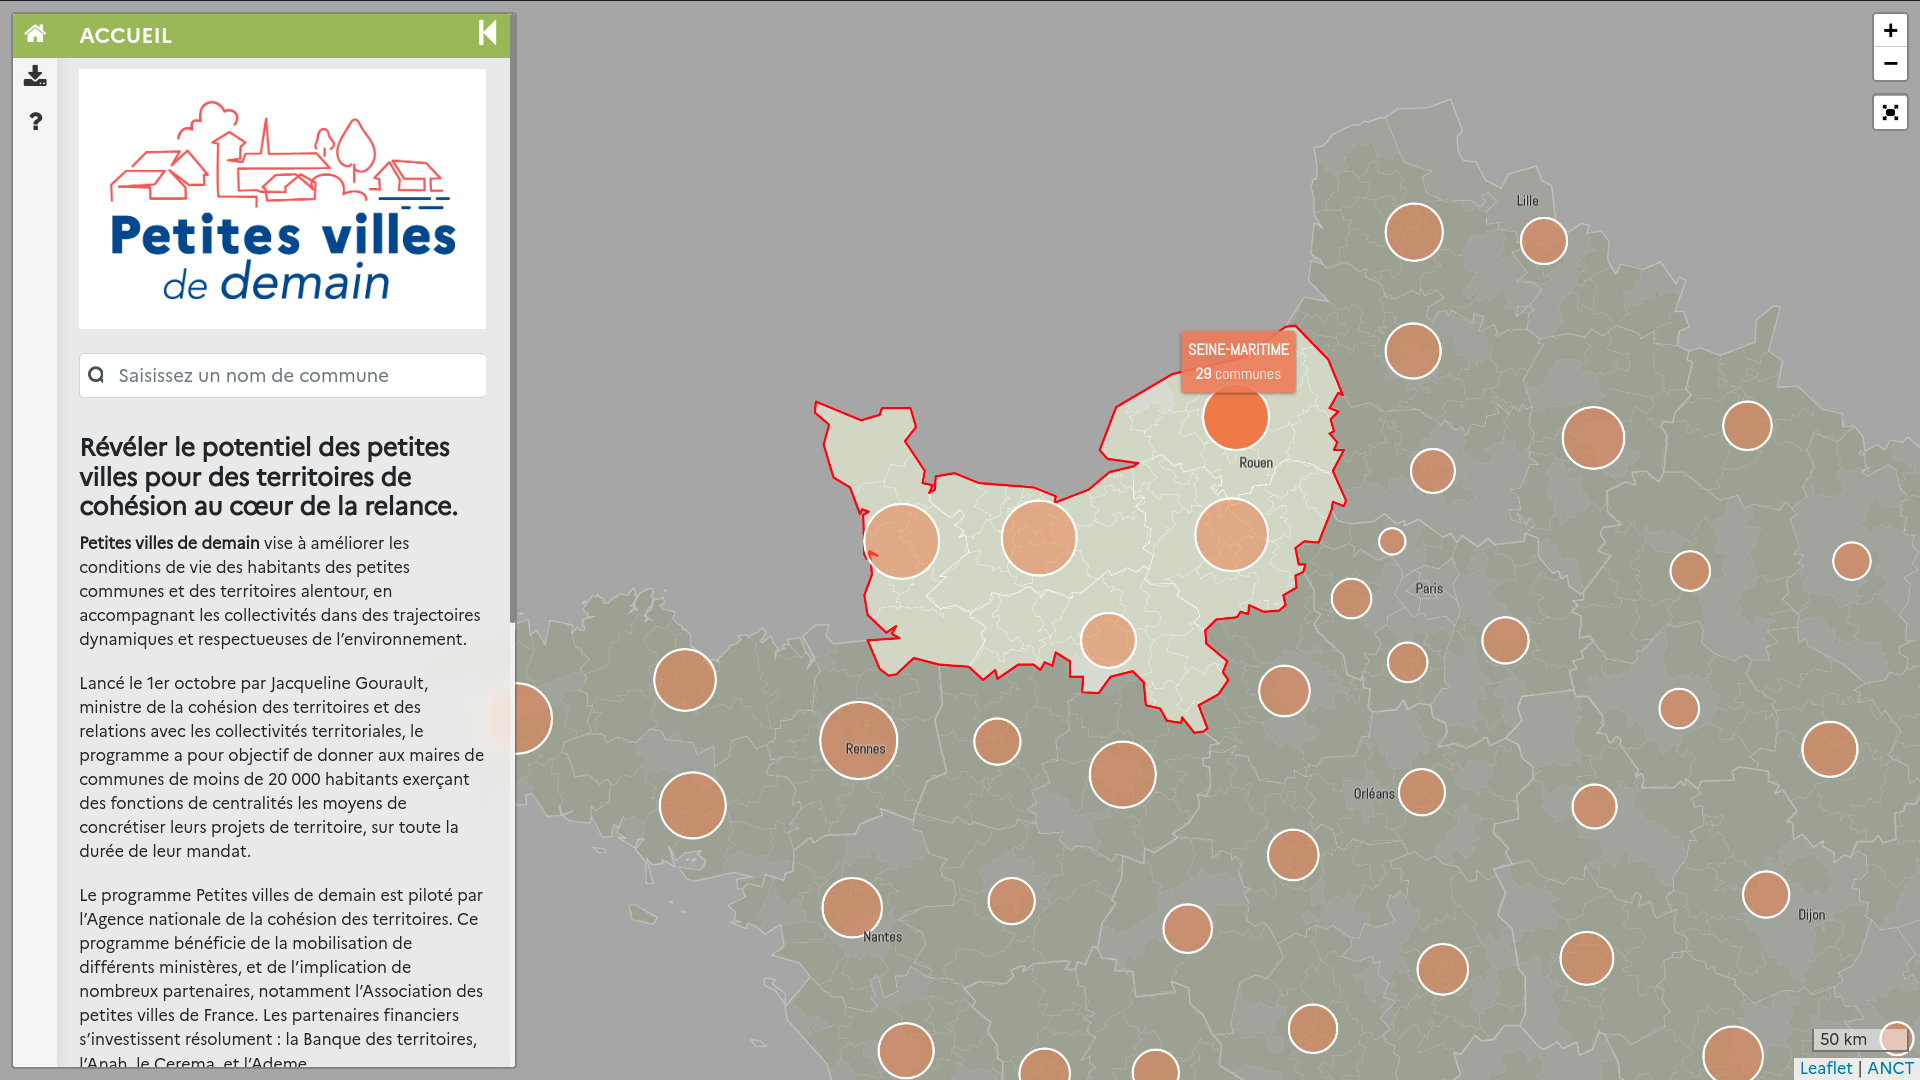 ACCUEIL
?
Petites villes
de demain
Saisissez un nom de commune
Révéler le potentiel des petites
villes pour des territoires de
cohésion au cœur de la relance.
Petites villes de demain vise à améliorer les
conditions de vie des habitants des petites
communes et des territoires alentour, en
accompagnant les collectivités dans des trajectoires
dynamiques et respectueuses de l’environnement.
Lancé le 1er octobre par Jacqueline Gourault,
ministre de la cohésion des territoires et des
relations avec les collectivités territoriales, le
programme a pour objectif de donner aux maires de
communes de moins de 20 000 habitants exerçant
des fonctions de centralités les moyens de
concrétiser leurs projets de territoire, sur toute la
durée de leur mandat.
Le programme Petites villes de demain est piloté par
l’Agence nationale de la cohésion des territoires. Ce
programme bénéficie de la mobilisation de
différents ministères, et de l’implication de
nombreux partenaires, notamment l’Association des
petites villes de France. Les partenaires financiers
s’investissent résolument : la Banque des territoires,
l’Anah, le Cerema, et l’Ademe.
+
−
Lille
SEINE-MARITIME
29 communes
Rouen
Paris
Rennes
Orléans
Nantes
Dijon
50 km
Leaflet | ANCT